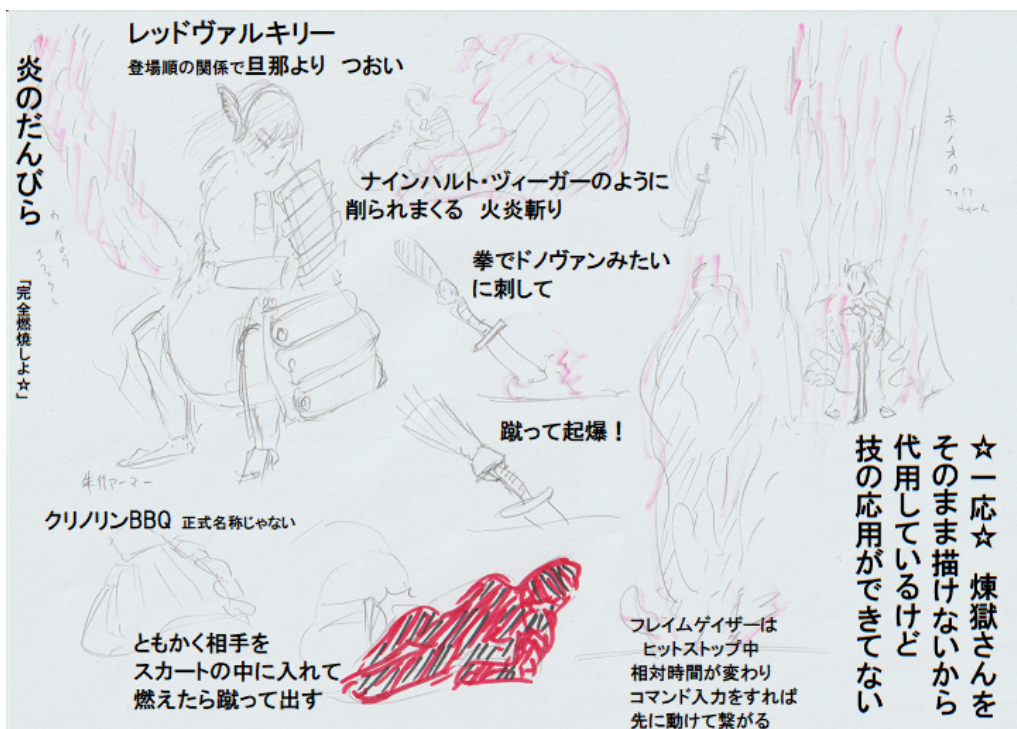 レッドヴァルキリー
登場順の関係で旦那より つおい
炎のだんびら
「完全燃焼しよ☆」
ナインハルト・ヅィーガーのように
削られまくる 火炎斬り
拳でドノヴァンみたい
に刺して
蹴って起爆！
クリノリンBBQ 正式名称じゃない
ともかく相手を
スカートの中に入れて
燃えたら蹴って出す
フレイムゲイザーは
ヒットストップ中
相対時間が変わり
コマンド入力をすれば
先に動けて繋がる
☆一応☆ 煉獄さんを
そのまま描けないから
代用しているけど
技の応用ができてない
ホノオの